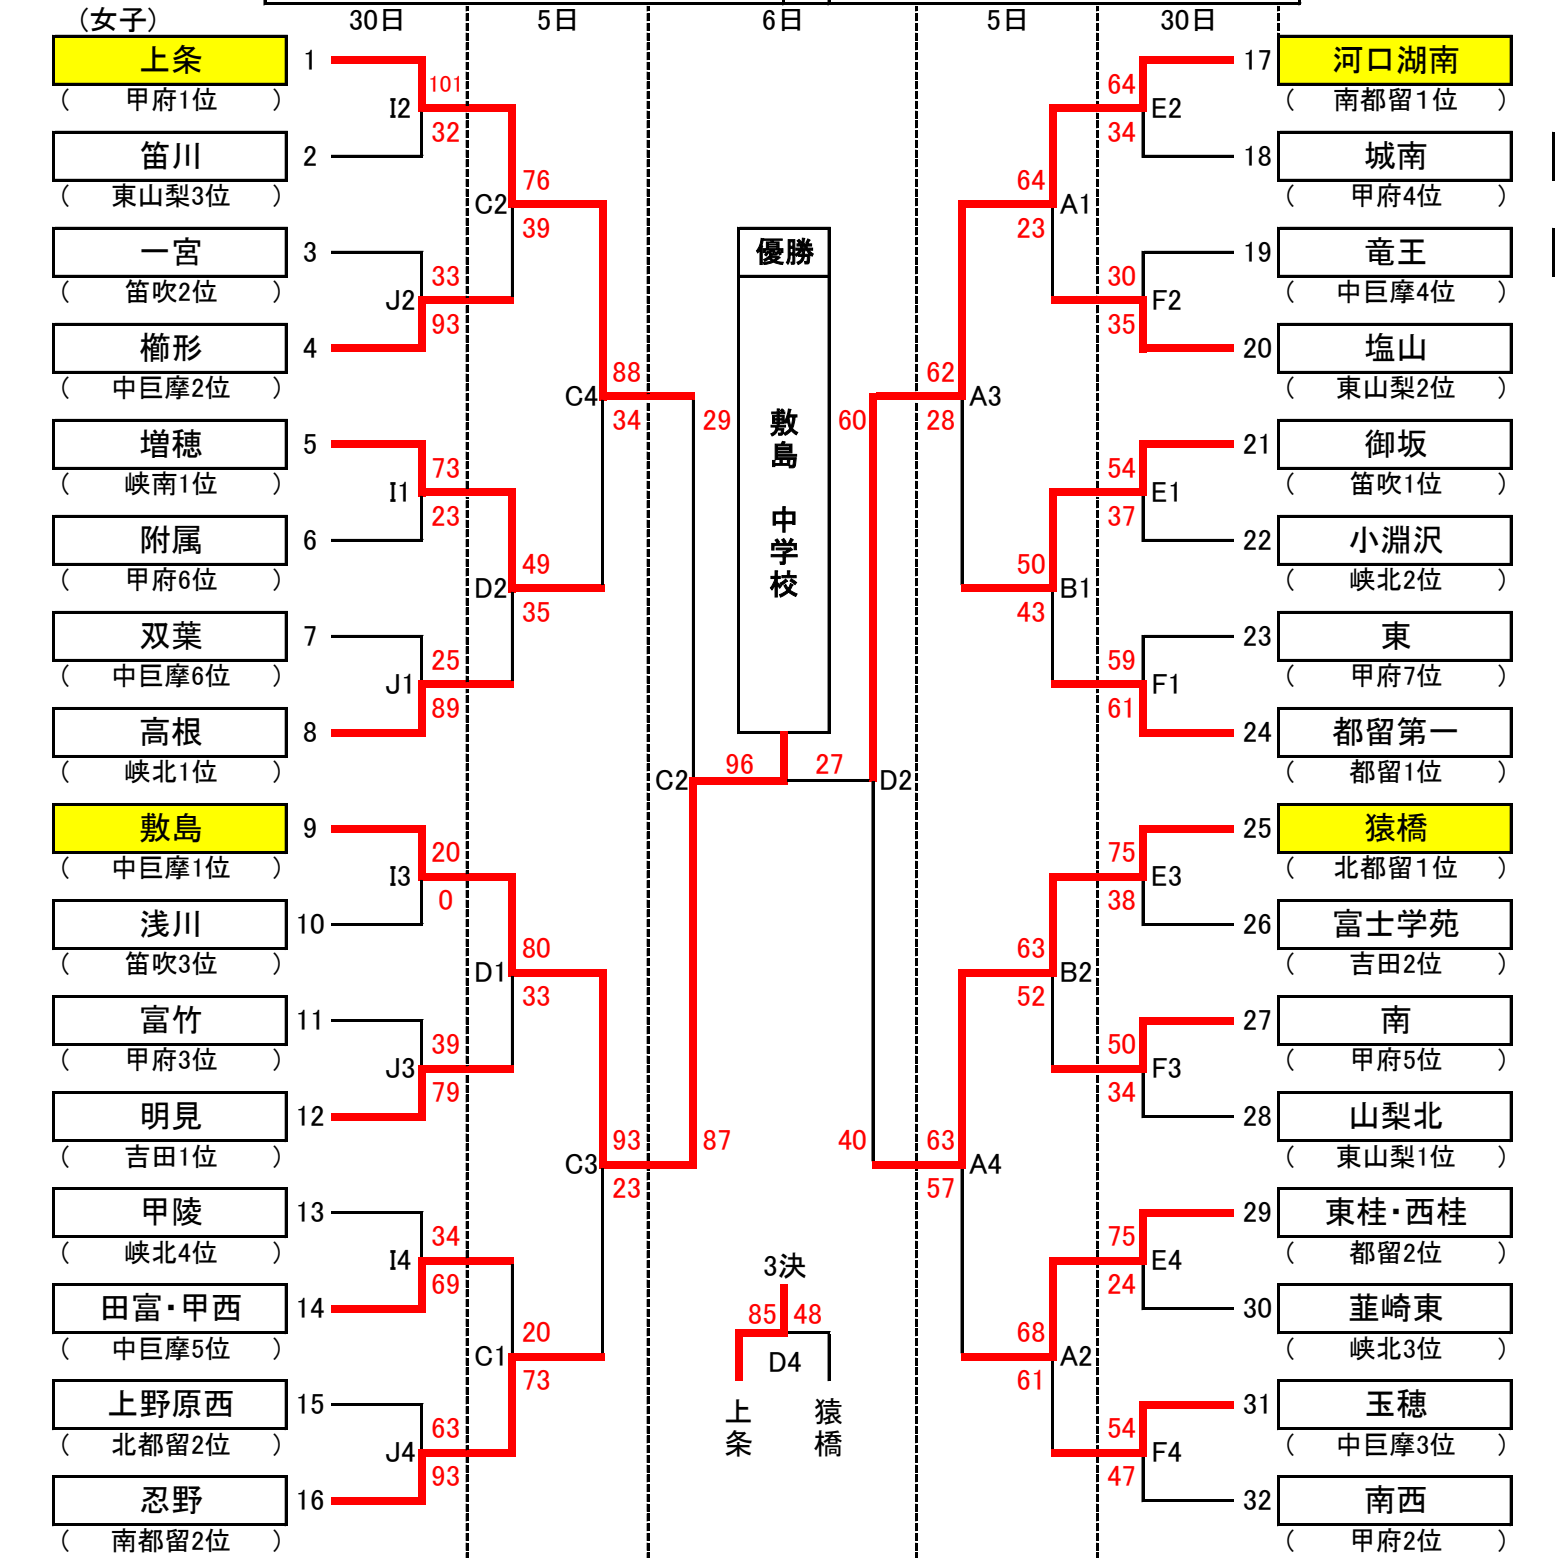 （女子）
30日 5日 6日 5日 30日
上条 1
（ 甲府1位 ）
笛川 2
（ 東山梨3位 ）
一宮 3
（ 笛吹2位 ）
櫛形 4
（ 中巨摩2位 ）
増穂 5
（ 峡南1位 ）
附属 6
（ 甲府6位 ）
双葉 7
（ 中巨摩6位 ）
高根 8
（ 峡北1位 ）
敷島 9
（ 中巨摩1位 ）
浅川 10
（ 笛吹3位 ）
富竹 11
（ 甲府3位 ）
明見 12
（ 吉田1位 ）
甲陵 13
（ 峡北4位 ）
田富・甲西 14
（ 中巨摩5位 ）
上野原西 15
（ 北都留2位 ）
忍野 16
（ 南都留2位 ）
101
I2
32
33
J2
93
73
I1
23
25
J1
89
20
I3
0
39
J3
79
34
I4
69
63
J4
93
76
C2
39
49
D2
35
80
D1
33
20
C1
73
88
C4
34
93
C3
23
29
C2
87
優勝
敷島　中学校
96 27
3決
85 48
D4
上条 猿橋
60
D2
40
62
A3
28
63
A4
57
64
A1
23
50
B1
43
63
B2
52
68
A2
61
64
E2
34
30
F2
35
54
E1
37
59
F1
61
75
E3
38
50
F3
34
75
E4
24
54
F4
47
17 河口湖南
（ 南都留1位 ）
18 城南
（ 甲府4位 ）
19 竜王
（ 中巨摩4位 ）
20 塩山
（ 東山梨2位 ）
21 御坂
（ 笛吹1位 ）
22 小淵沢
（ 峡北2位 ）
23 東
（ 甲府7位 ）
24 都留第一
（ 都留1位 ）
25 猿橋
（ 北都留1位 ）
26 富士学苑
（ 吉田2位 ）
27 南
（ 甲府5位 ）
28 山梨北
（ 東山梨1位 ）
29 東桂・西桂
（ 都留2位 ）
30 韮崎東
（ 峡北3位 ）
31 玉穂
（ 中巨摩3位 ）
32 南西
（ 甲府2位 ）